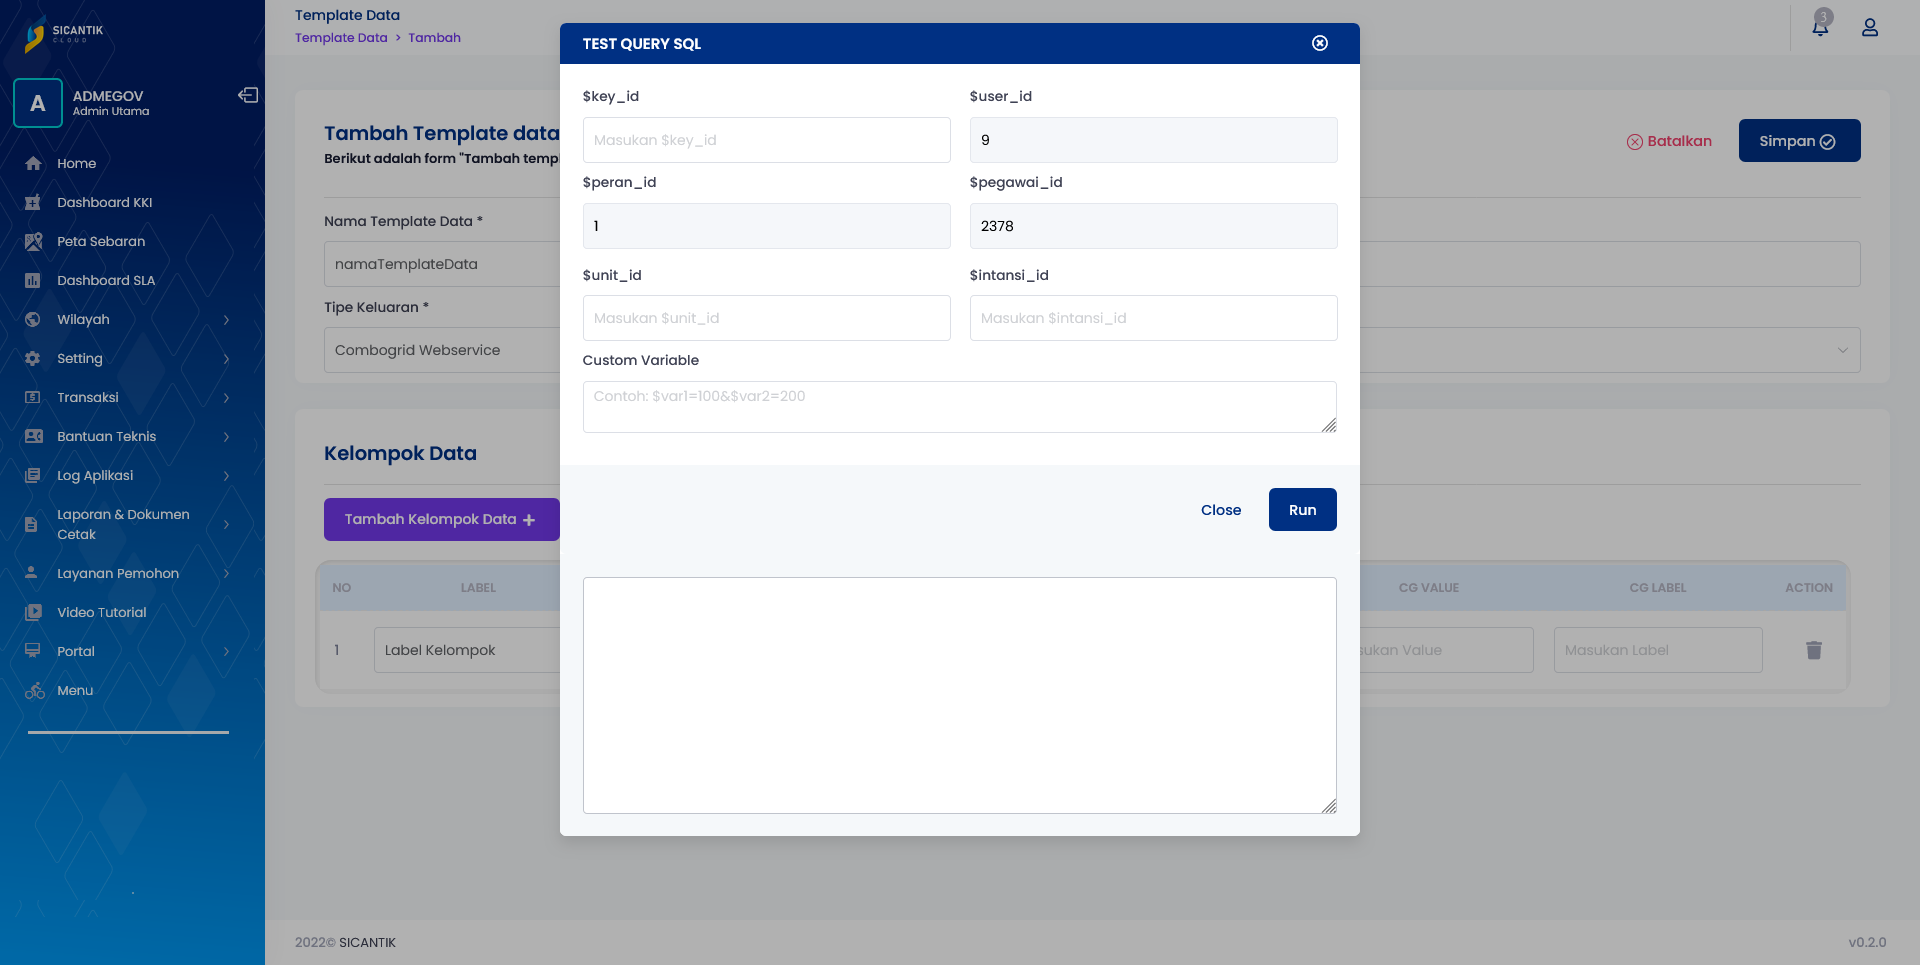 SICANTIK
CLOUD
A
ADMEGOV
Admin Utama
Home
Dashboard KKI
Peta Sebaran
Dashboard SLA
Wilayah
Setting
Transaksi
Bantuan Teknis
Log Aplikasi
Laporan & Dokumen
Cetak
Layanan Pemohon
Video Tutorial
Portal
Menu
Template Data
Template Data > Tambah
3
Tambah Template data
Berikut adalah form "Tambah templ
Batalkan
Simpan
Nama Template Data *
namaTemplateData
Tipe Keluaran *
Combogrid Webservice
Kelompok Data
Tambah Kelompok Data +
NO LABEL CG VALUE CG LABEL ACTION
1 Label Kelompok sukan Value Masukan Label
TEST QUERY SQL
$key_id $user_id
Masukan $key_id 9
$peran_id $pegawai_id
1 2378
$unit_id $intansi_id
Masukan $unit_id Masukan $intansi_id
Custom Variable
Contoh: $var1=100&$var2=200
Close Run
2022© SICANTIK
v0.2.0